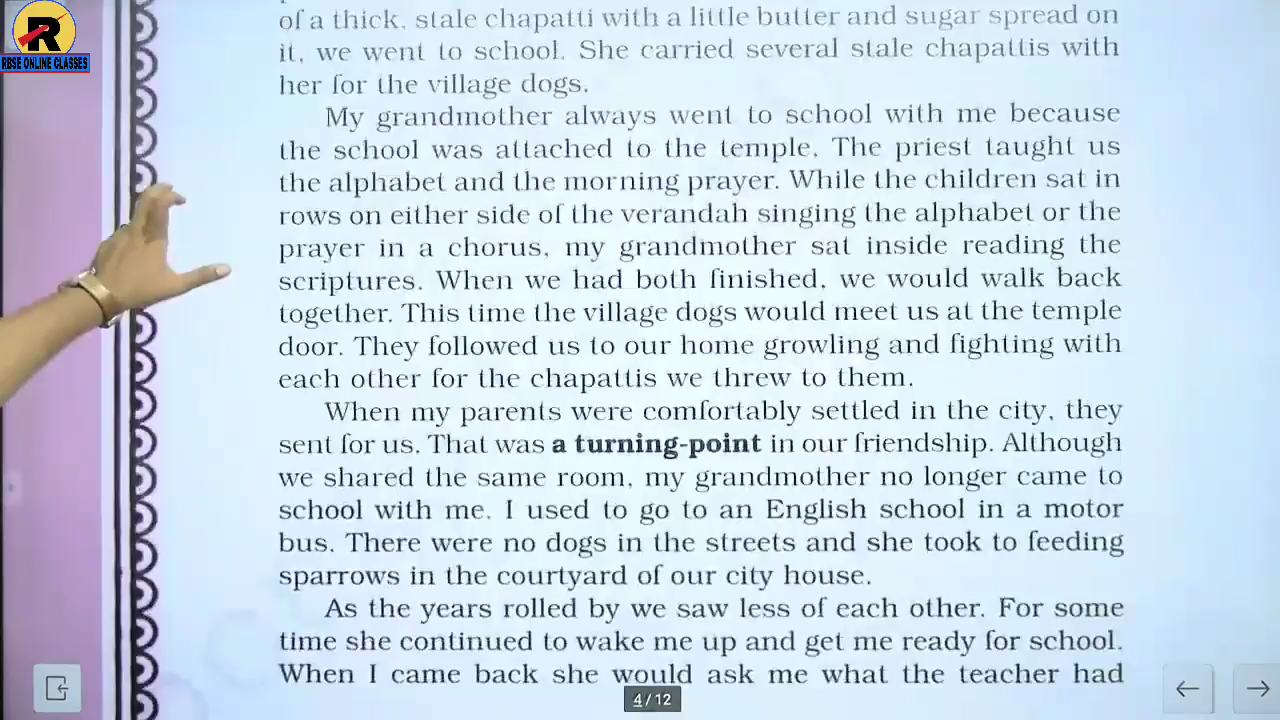 R
RBSE ONLINE CLASSES
of a thick, stale chapatti with a little butter and sugar spread on
it, we went to school. She carried several stale chapattis with
her for the village dogs.
My grandmother always went to school with me because
the school was attached to the temple. The priest taught us
the alphabet and the morning prayer. While the children sat in
rows on either side of the verandah singing the alphabet or the
prayer in a chorus, my grandmother sat inside reading the
scriptures. When we had both finished, we would walk back
together. This time the village dogs would meet us at the temple
door. They followed us to our home growling and fighting with
each other for the chapattis we threw to them.
When my parents were comfortably settled in the city, they
sent for us. That was a turning-point in our friendship. Although
we shared the same room, my grandmother no longer came to
school with me. I used to go to an English school in a motor
bus. There were no dogs in the streets and she took to feeding
sparrows in the courtyard of our city house.
As the years rolled by we saw less of each other. For some
time she continued to wake me up and get me ready for school.
When I came back she would ask me what the teacher had
4/12